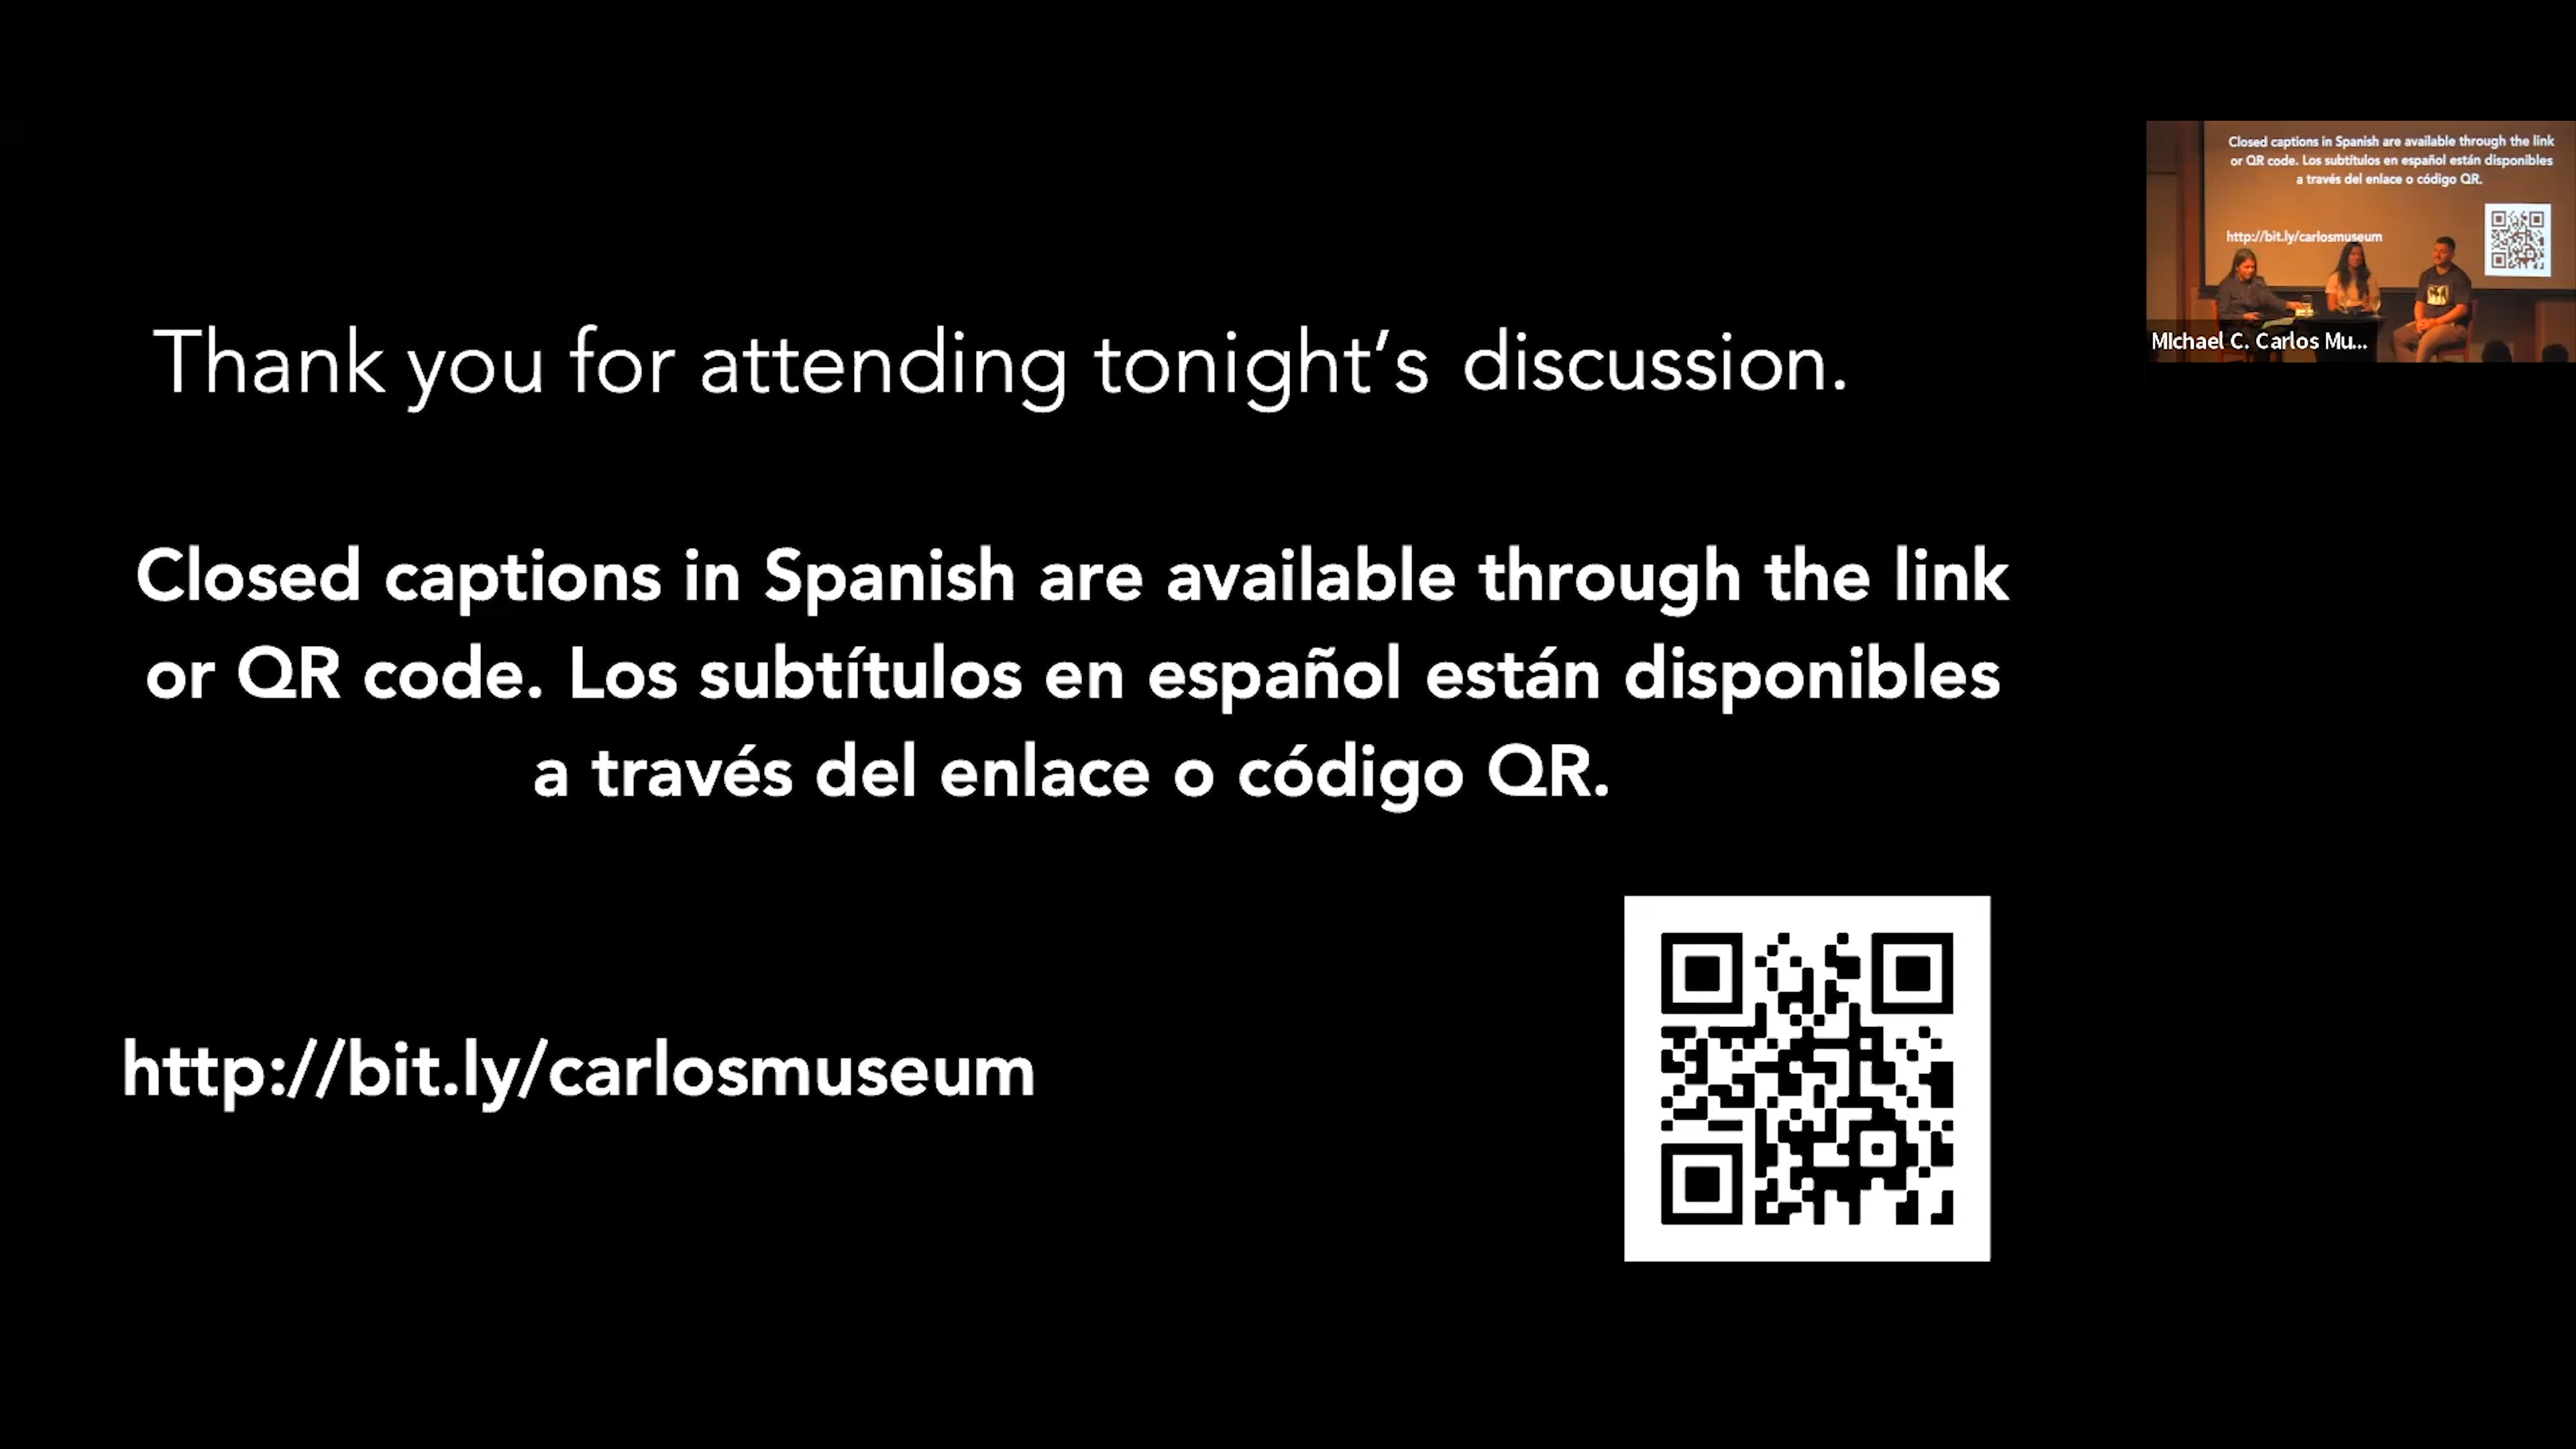 Thank you for attending tonight’s discussion.
Closed captions in Spanish are available through the link
or QR code. Los subtítulos en español están disponibles
a través del enlace o código QR.
http://bit.ly/carlosmuseum
Closed captions in Spanish are available through the link
or QR code. Los subtítulos en español están disponibles
a través del enlace o código QR.
http://bit.ly/carlosmuseum
MIchael C. Carlos Mu...